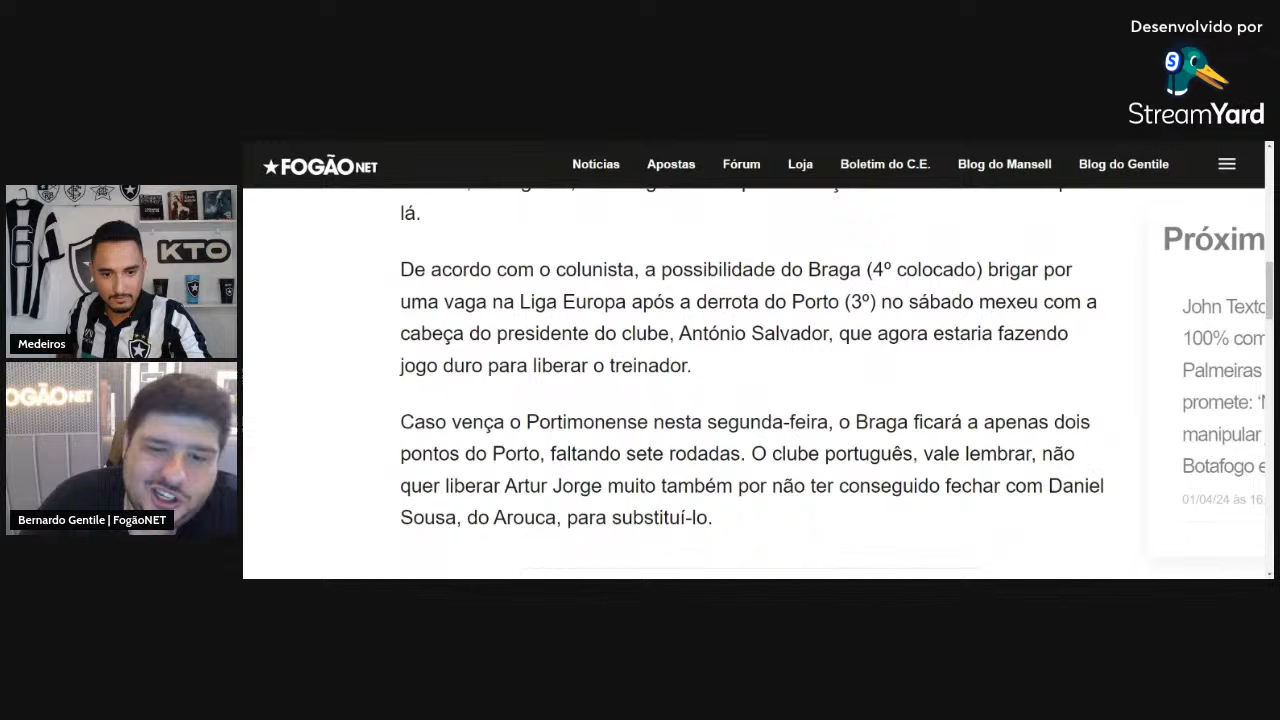 Desenvolvido por
StreamYard
FOGÃONET
Noticias Apostas Fórum Loja Boletim do C.E. Blog do Mansell Blog do Gentile
lá.
De acordo com o colunista, a possibilidade do Braga (4º colocado) brigar por
uma vaga na Liga Europa após a derrota do Porto (3º) no sábado mexeu com a
cabeça do presidente do clube, António Salvador, que agora estaria fazendo
jogo duro para liberar o treinador.
Caso vença o Portimonense nesta segunda-feira, o Braga ficará a apenas dois
pontos do Porto, faltando sete rodadas. O clube português, vale lembrar, não
quer liberar Artur Jorge muito também por não ter conseguido fechar com Daniel
Sousa, do Arouca, para substituí-lo.
Próxim
John Texto
100% com
Palmeiras
promete: ‘N
manipular
Botafogo e
01/04/24 às 16
6
KTO
Medeiros
OGÃONET
Bernardo Gentile | FogãoNET